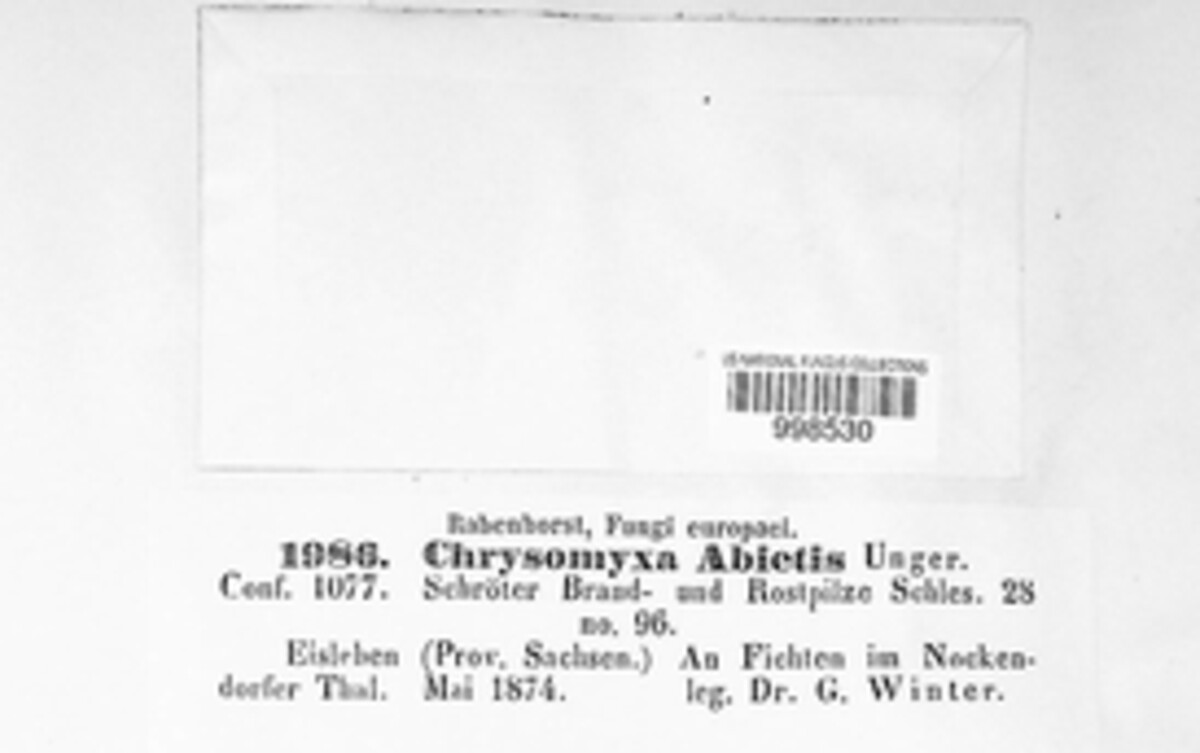 US NATIONAL FUNGUS COLLECTIONS
998530
Rabenhorst, Fungi europaei.
1986. Chrysomyxa Abietis Unger.
Conf. 1077. Schröter Brand- und Rostpilze Schles. 28
no. 96.
Eisleben (Prov. Sachsen.) An Fichten im Nocken-
dorfer Thal. Mai 1874. leg. Dr. G. Winter.